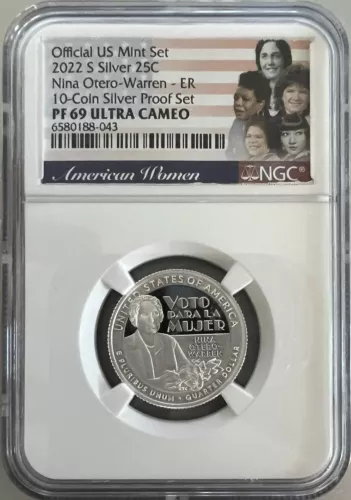 Official US Mint Set
2022 S Silver 25C
Nina Otero-Warren - ER
10-Coin Silver Proof Set
PF 69 ULTRA CAMEO
6580188-043
American Women
NGC®
UNITED STATES OF AMERICA
VOTO
PARA LA
MUJER
NINA
OTERO-
WARREN
E PLURIBUS UNUM • QUARTER DOLLAR